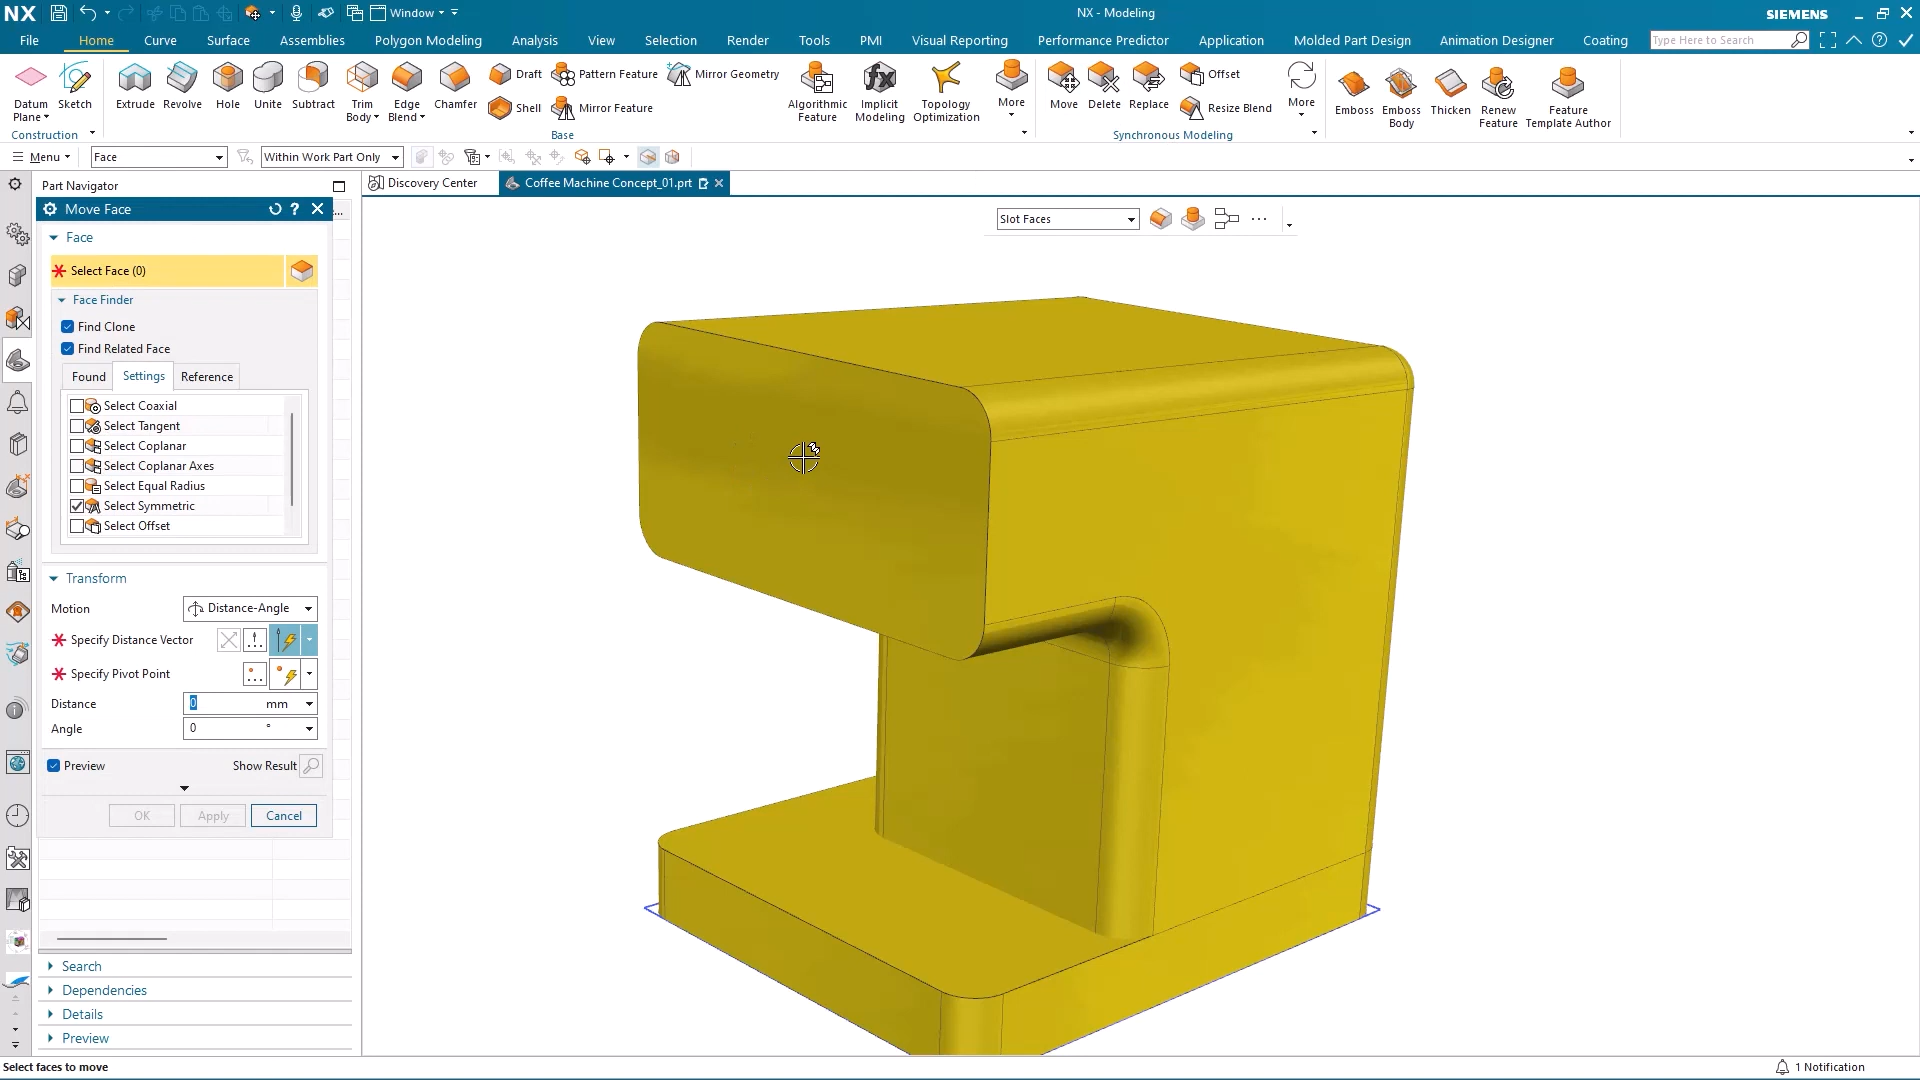 NX
Window
NX - Modeling
SIEMENS
File
Home
Curve
Surface
Assemblies
Polygon Modeling
Analysis
View
Selection
Render
Tools
PMI
Visual Reporting
Performance Predictor
Application
Molded Part Design
Animation Designer
Coating
Type Here to Search
Datum Plane
Sketch
Extrude
Revolve
Hole
Unite
Subtract
Trim Body
Edge Blend
Chamfer
Draft
Shell
Pattern Feature
Mirror Feature
Mirror Geometry
Algorithmic Feature
Implicit Modeling
Topology Optimization
More
Move
Delete
Replace
Offset
Resize Blend
More
Emboss
Emboss Body
Thicken
Renew Feature
Feature Template Author
Construction
Base
Synchronous Modeling
Menu
Face
Within Work Part Only
Part Navigator
Discovery Center
Coffee Machine Concept_01.prt
Move Face
Slot Faces
Face
Select Face (0)
Face Finder
Find Clone
Find Related Face
Found
Settings
Reference
Select Coaxial
Select Tangent
Select Coplanar
Select Coplanar Axes
Select Equal Radius
Select Symmetric
Select Offset
Transform
Motion
Distance-Angle
Specify Distance Vector
Specify Pivot Point
Distance
0 mm
Angle
0 °
Preview
Show Result
OK
Apply
Cancel
Search
Dependencies
Details
Preview
Select faces to move
1 Notification